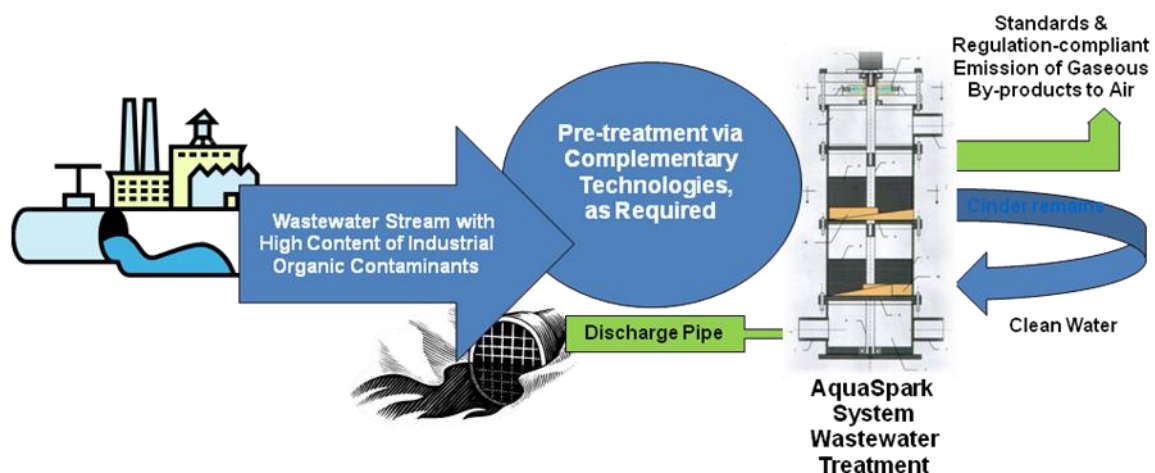 Wastewater Stream with
High Content of Industrial
Organic Contaminants
Pre-treatment via
Complementary
Technologies,
as Required
Standards &
Regulation-compliant
Emission of Gaseous
By-products to Air
Cinder remains
Clean Water
Discharge Pipe
AquaSpark
System
Wastewater
Treatment